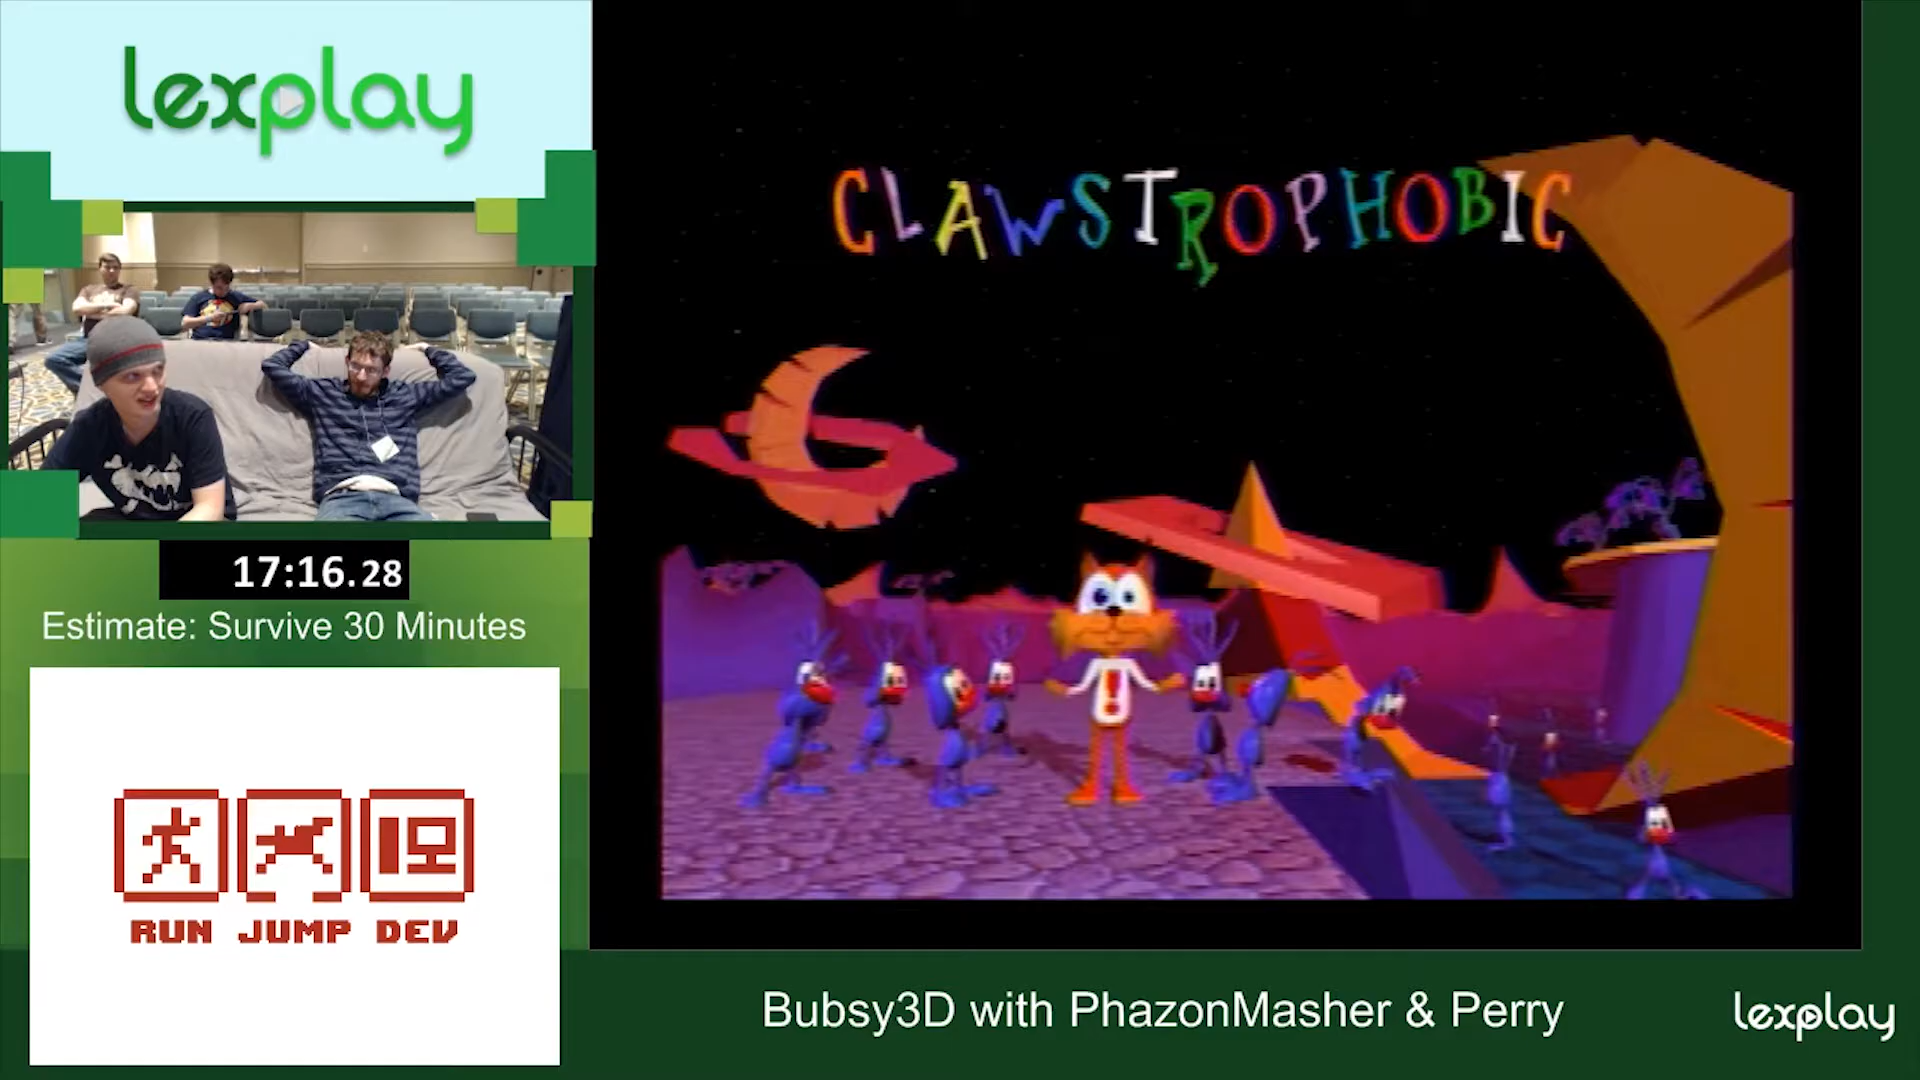 lexplay
CLAWSTROPHOBIC
!
17:16.28
Estimate: Survive 30 Minutes
RUN JUMP DEV
Bubsy3D with PhazonMasher & Perry
lexplay